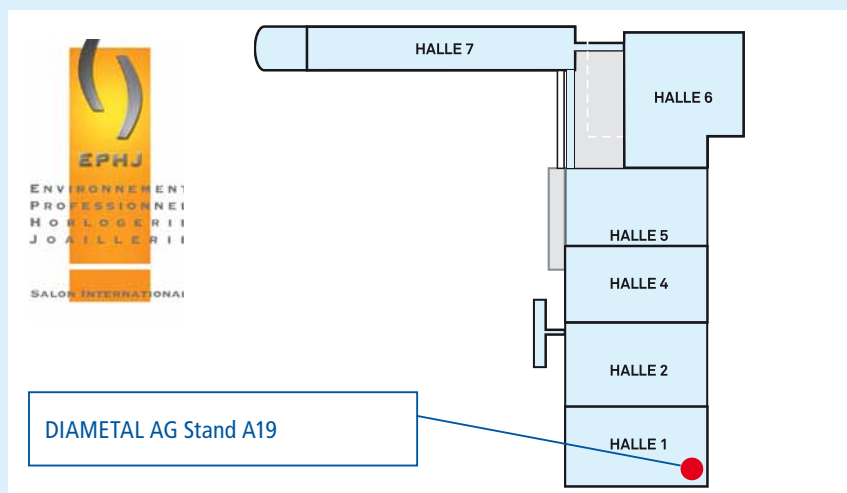 EPHJ
ENVIRONNEMENT
PROFESSIONNEL
HORLOGERIE
JOAILLERIE
SALON INTERNATIONAL
HALLE 7
HALLE 6
HALLE 5
HALLE 4
HALLE 2
HALLE 1
DIAMETAL AG Stand A19